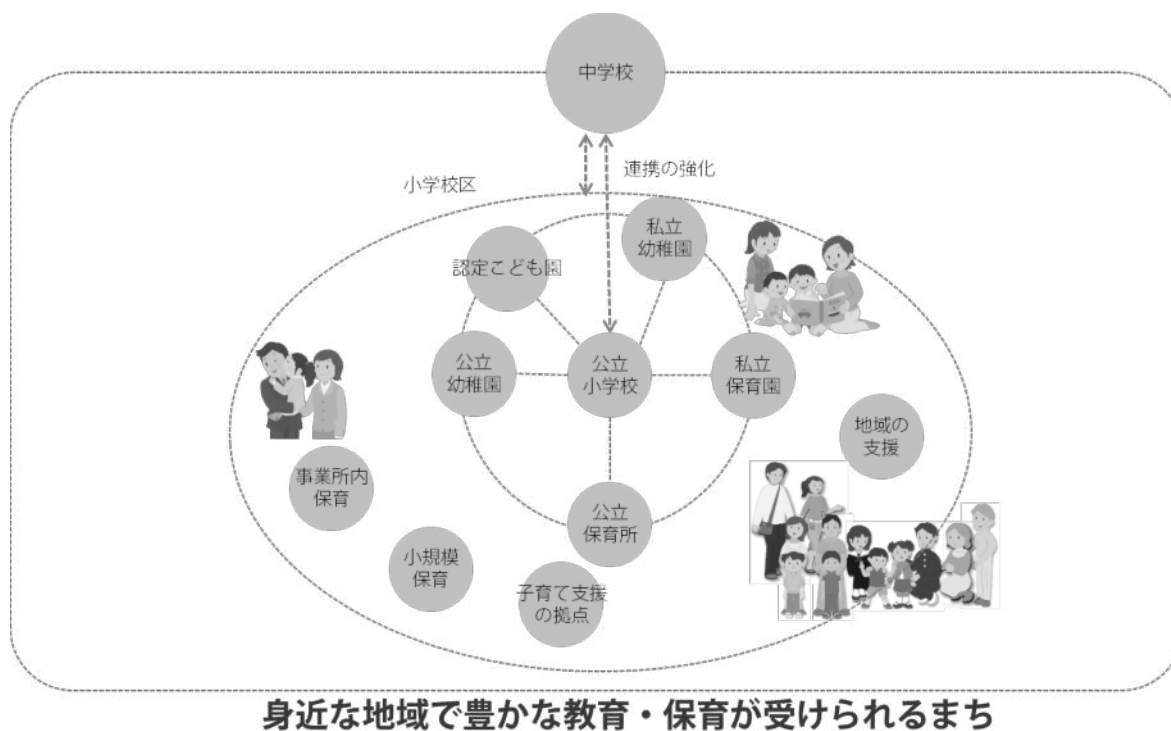 中学校
連携の強化
小学校区
私立
幼稚園
認定こども園
公立
幼稚園
公立
小学校
私立
保育園
地域の
支援
事業所内
保育
公立
保育所
小規模
保育
子育て支援
の拠点
身近な地域で豊かな教育・保育が受けられるまち